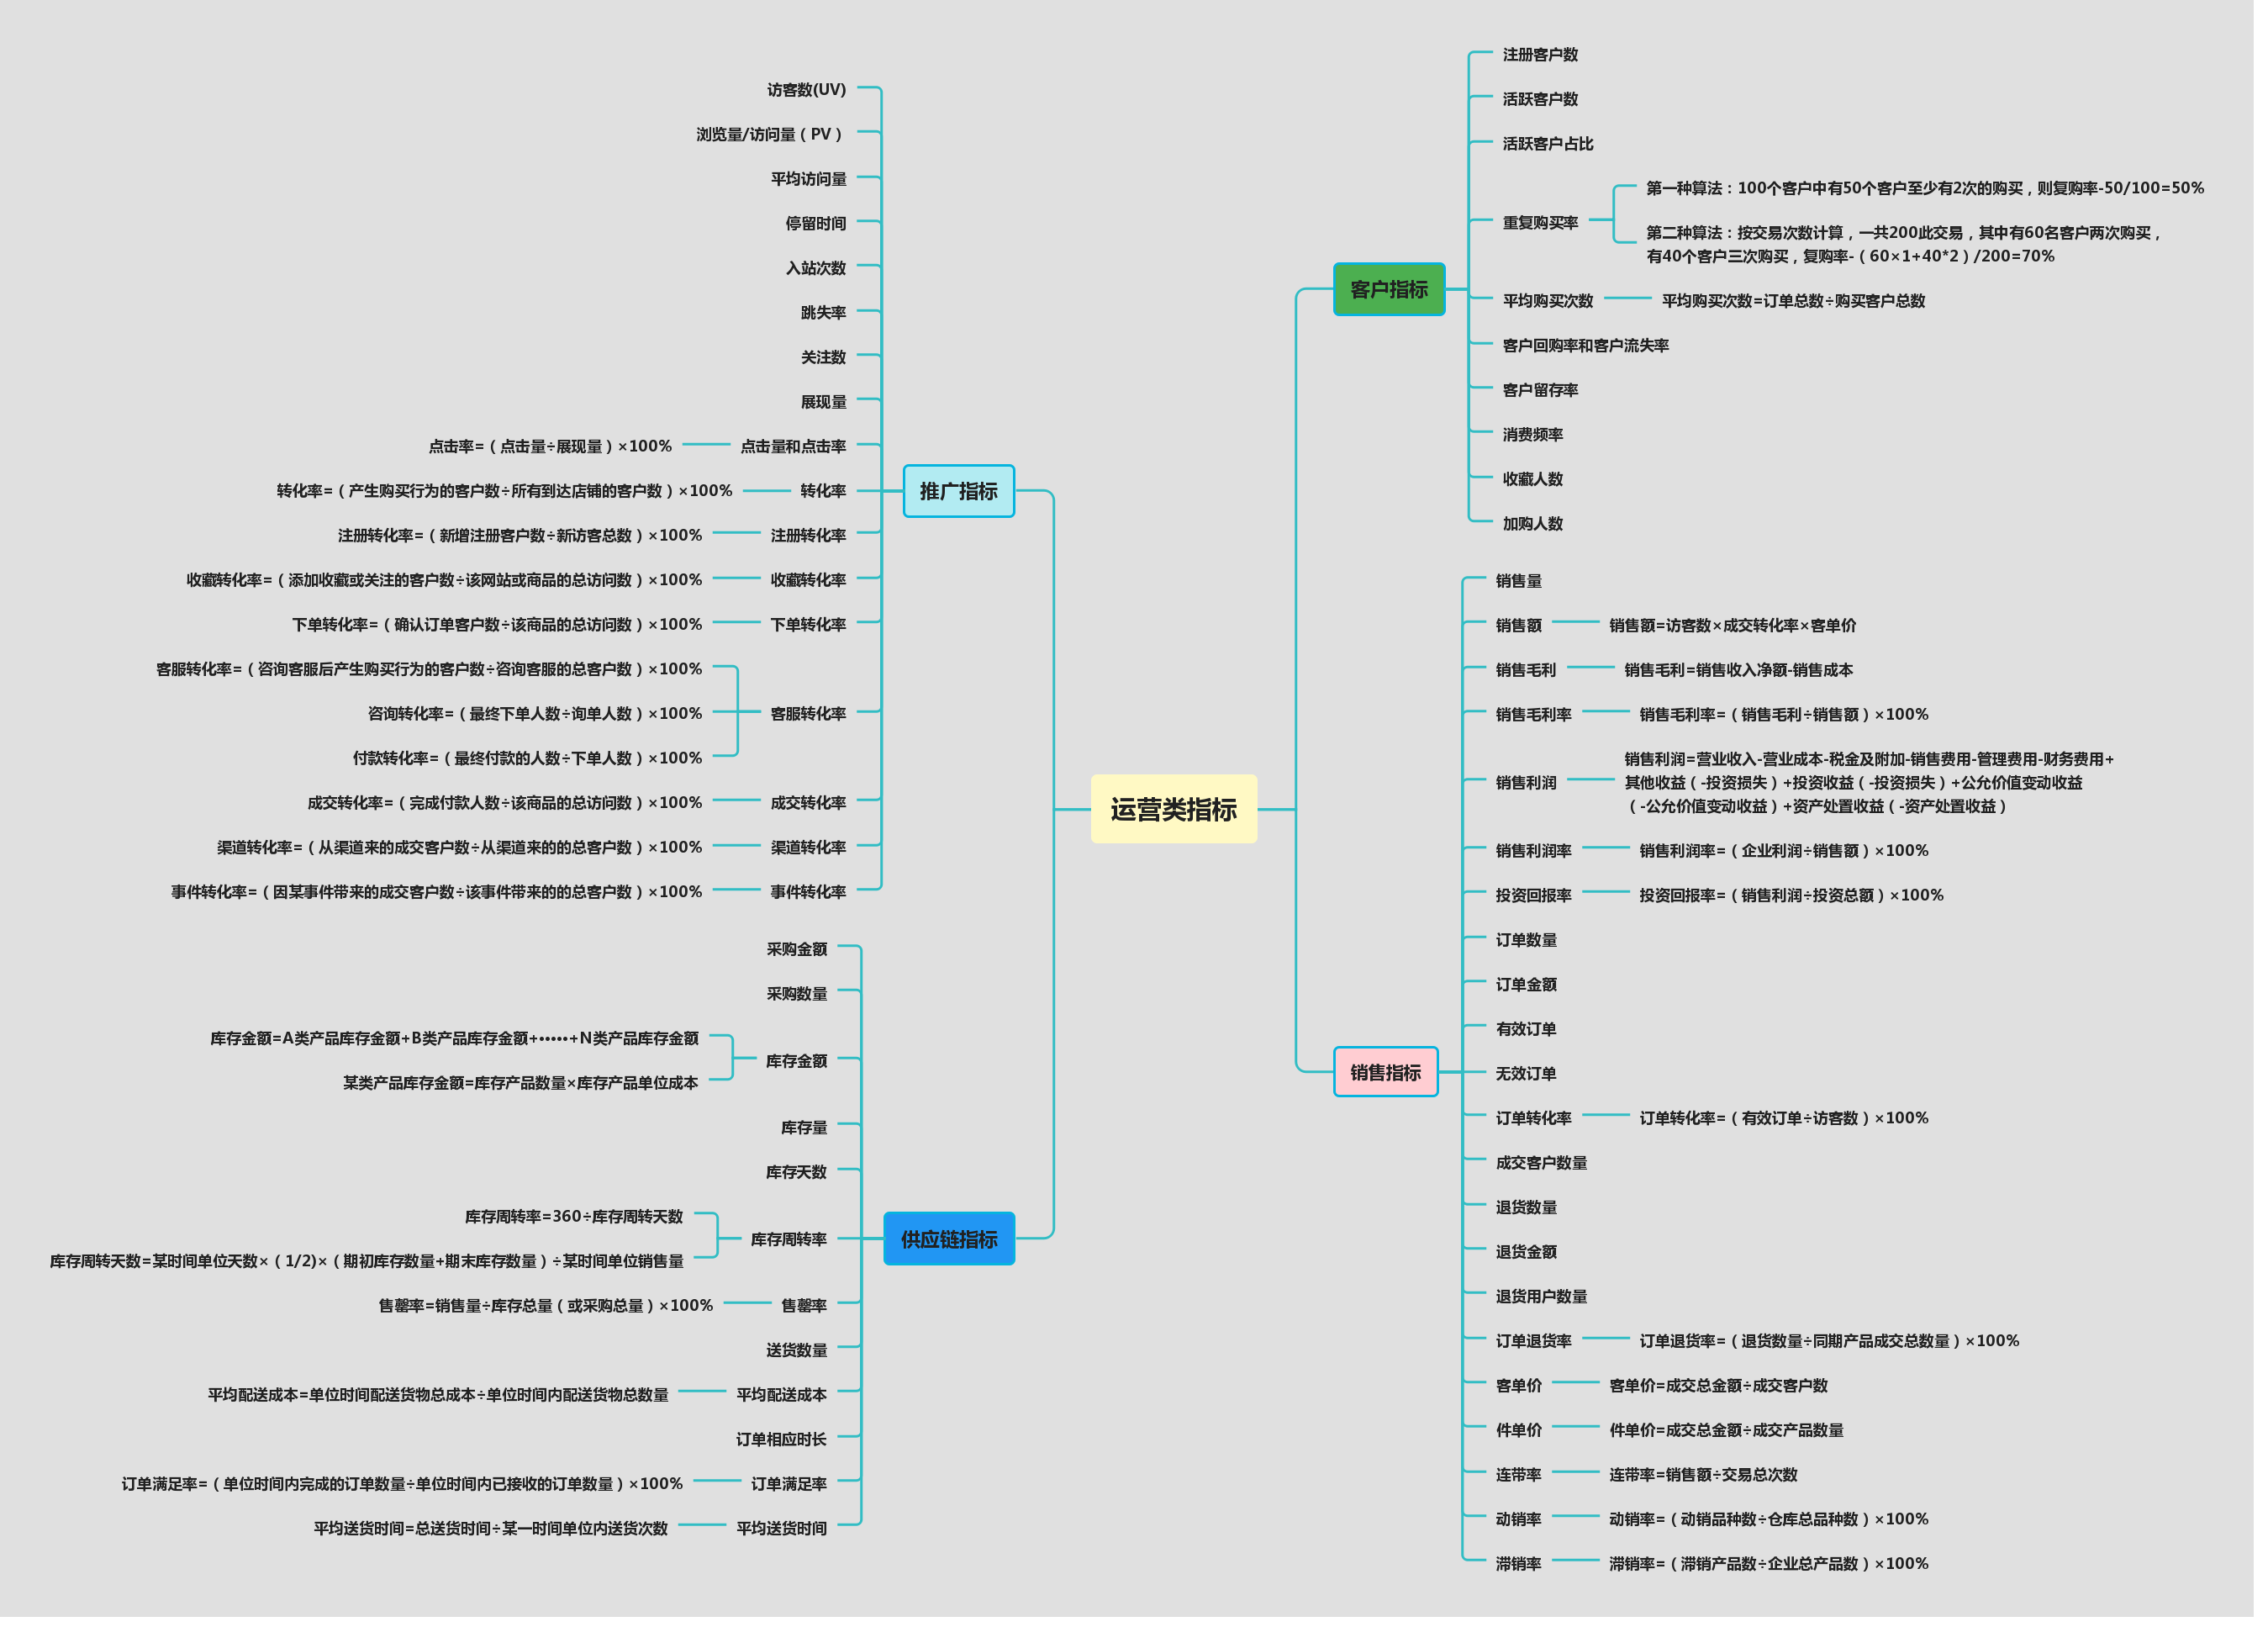 运营类指标
推广指标
访客数(UV)
浏览量/访问量（PV）
平均访问量
停留时间
入站次数
跳失率
关注数
展现量
点击量和点击率
点击率=（点击量÷展现量）×100%
转化率
转化率=（产生购买行为的客户数÷所有到达店铺的客户数）×100%
注册转化率
注册转化率=（新增注册客户数÷新访客总数）×100%
收藏转化率
收藏转化率=（添加收藏或关注的客户数÷该网站或商品的总访问数）×100%
下单转化率
下单转化率=（确认订单客户数÷该商品的总访问数）×100%
客服转化率
客服转化率=（咨询客服后产生购买行为的客户数÷咨询客服的总客户数）×100%
咨询转化率=（最终下单人数÷询单人数）×100%
付款转化率=（最终付款的人数÷下单人数）×100%
成交转化率
成交转化率=（完成付款人数÷该商品的总访问数）×100%
渠道转化率
渠道转化率=（从渠道来的成交客户数÷从渠道来的的总客户数）×100%
事件转化率
事件转化率=（因某事件带来的成交客户数÷该事件带来的的总客户数）×100%
供应链指标
采购金额
采购数量
库存金额
库存金额=A类产品库存金额+B类产品库存金额+•••••+N类产品库存金额
某类产品库存金额=库存产品数量×库存产品单位成本
库存量
库存天数
库存周转率
库存周转率=360÷库存周转天数
库存周转天数=某时间单位天数×（1/2)×（期初库存数量+期末库存数量）÷某时间单位销售量
售罄率
售罄率=销售量÷库存总量（或采购总量）×100%
送货数量
平均配送成本
平均配送成本=单位时间配送货物总成本÷单位时间内配送货物总数量
订单相应时长
订单满足率
订单满足率=（单位时间内完成的订单数量÷单位时间内已接收的订单数量）×100%
平均送货时间
平均送货时间=总送货时间÷某一时间单位内送货次数
客户指标
注册客户数
活跃客户数
活跃客户占比
重复购买率
第一种算法：100个客户中有50个客户至少有2次的购买，则复购率-50/100=50%
第二种算法：按交易次数计算，一共200此交易，其中有60名客户两次购买，
有40个客户三次购买，复购率-（60×1+40*2）/200=70%
平均购买次数
平均购买次数=订单总数÷购买客户总数
客户回购率和客户流失率
客户留存率
消费频率
收藏人数
加购人数
销售指标
销售量
销售额
销售额=访客数×成交转化率×客单价
销售毛利
销售毛利=销售收入净额-销售成本
销售毛利率
销售毛利率=（销售毛利÷销售额）×100%
销售利润
销售利润=营业收入-营业成本-税金及附加-销售费用-管理费用-财务费用+
其他收益（-投资损失）+投资收益（-投资损失）+公允价值变动收益
（-公允价值变动收益）+资产处置收益（-资产处置收益）
销售利润率
销售利润率=（企业利润÷销售额）×100%
投资回报率
投资回报率=（销售利润÷投资总额）×100%
订单数量
订单金额
有效订单
无效订单
订单转化率
订单转化率=（有效订单÷访客数）×100%
成交客户数量
退货数量
退货金额
退货用户数量
订单退货率
订单退货率=（退货数量÷同期产品成交总数量）×100%
客单价
客单价=成交总金额÷成交客户数
件单价
件单价=成交总金额÷成交产品数量
连带率
连带率=销售额÷交易总次数
动销率
动销率=（动销品种数÷仓库总品种数）×100%
滞销率
滞销率=（滞销产品数÷企业总产品数）×100%